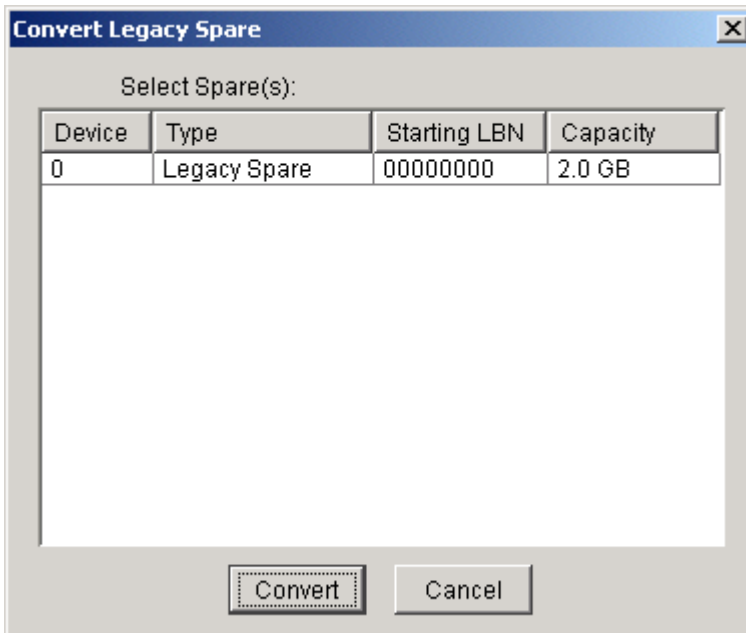 Convert Legacy Spare
Select Spare(s):
Device Type Starting LBN Capacity
0 Legacy Spare 00000000 2.0 GB
Convert Cancel